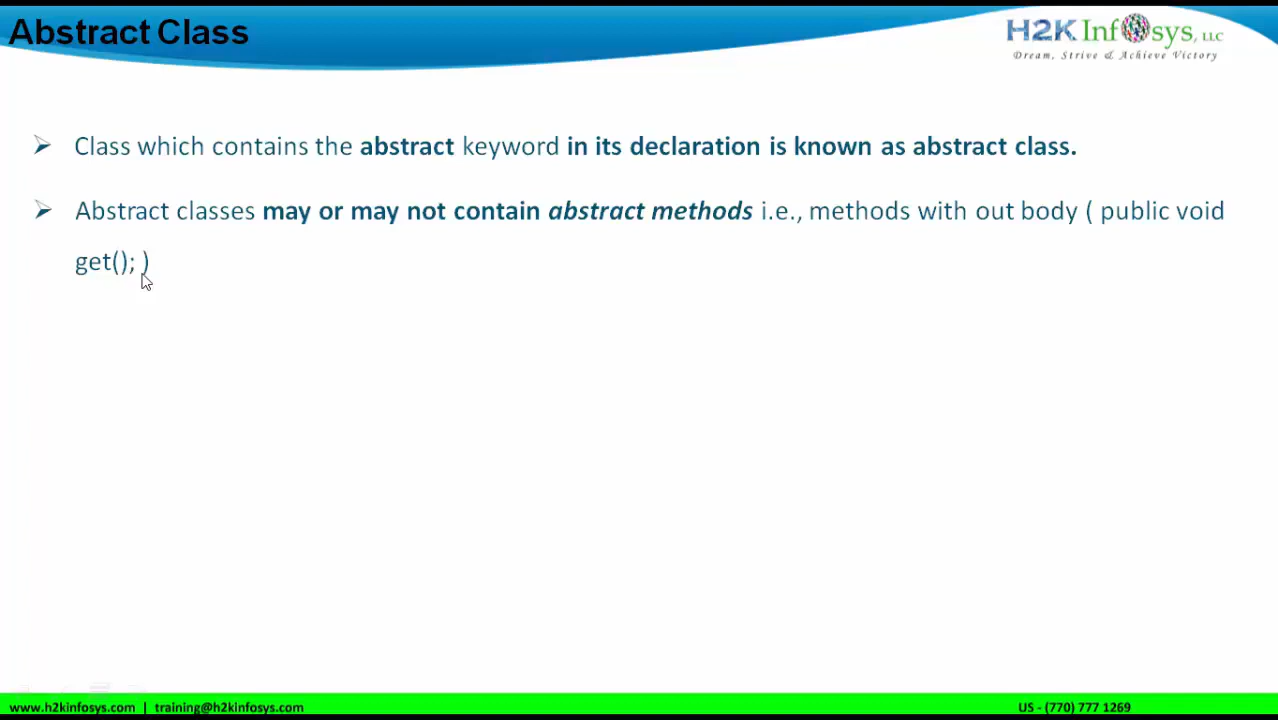 Abstract Class
H2K Infosys, LLC
Dream, Strive & Achieve Victory
Class which contains the abstract keyword in its declaration is known as abstract class.
Abstract classes may or may not contain abstract methods i.e., methods with out body ( public void
get(); )
www.h2kinfosys.com | training@h2kinfosys.com
US - (770) 777 1269